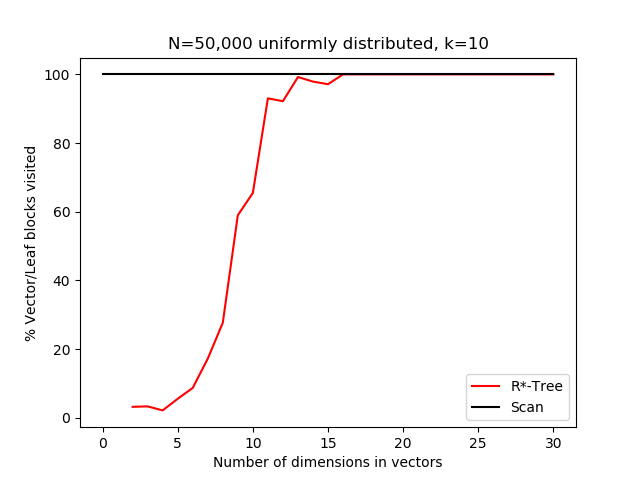 N=50,000 uniformly distributed, k=10
% Vector/Leaf blocks visited
100
80
60
40
20
0
R*-Tree
Scan
0 5 10 15 20 25 30
Number of dimensions in vectors